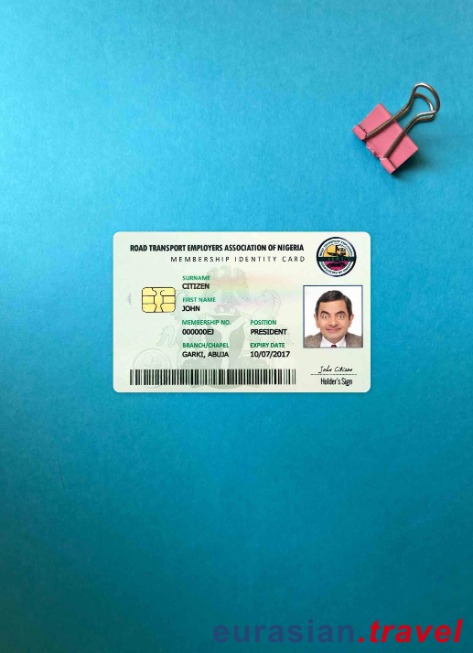 ROAD TRANSPORT EMPLOYERS ASSOCIATION OF NIGERIA
MEMBERSHIP IDENTITY CARD
SURNAME
CITIZEN
FIRST NAME
JOHN
MEMBERSHIP NO. POSITION
000000EJ PRESIDENT
BRANCH/CHAPEL EXPIRY DATE
GARKI, ABUJA 10/07/2017
John Citizen
Holder's Sign
eurasian.travel